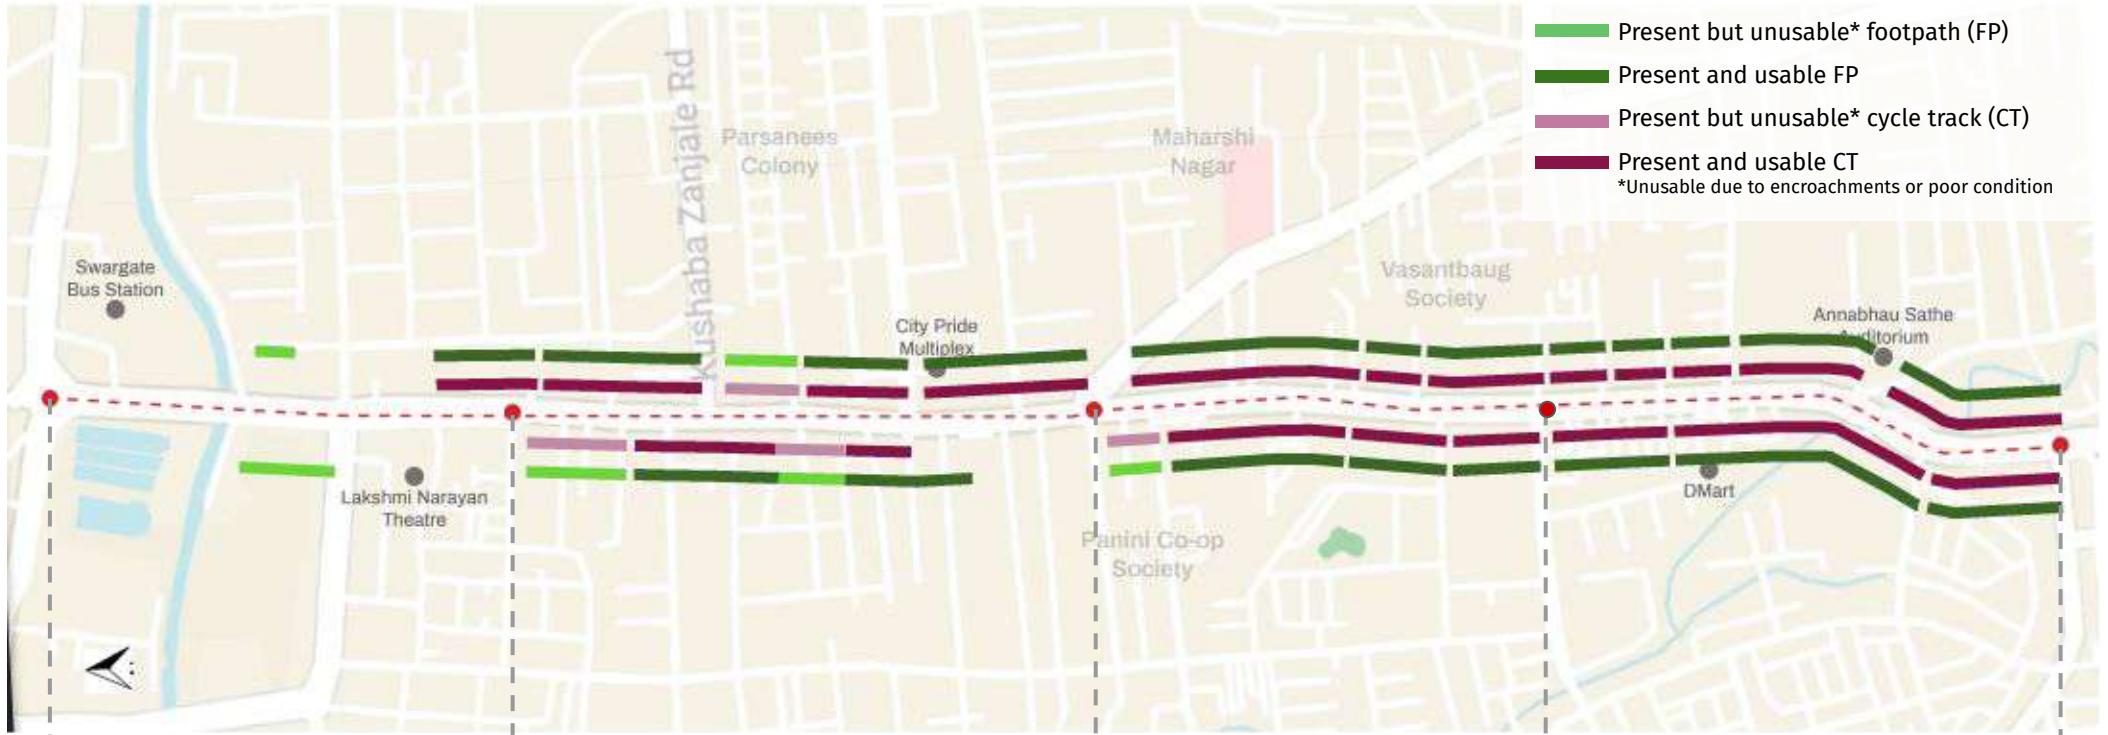 Present but unusable* footpath (FP)
Present and usable FP
Present but unusable* cycle track (CT)
Present and usable CT
*Unusable due to encroachments or poor condition
Kushaba Zanjale Rd
Parsanees
Colony
Maharshi
Nagar
Swargate
Bus Station
Vasantbaug
Society
City Pride
Multiplex
Annabhau Sathe
Auditorium
Lakshmi Narayan
Theatre
DMart
Panini Co-op
Society